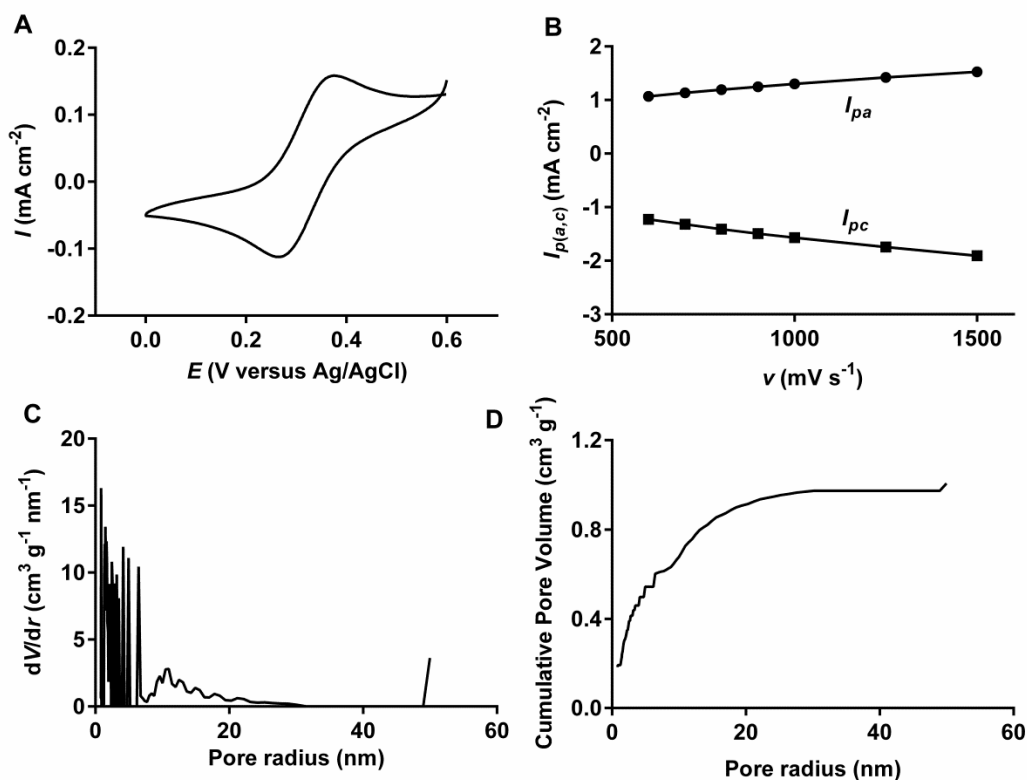 A
0.2
0.1
0.0
-0.1
-0.2
I (mA cm-2)
0.0 0.2 0.4 0.6
E (V versus Ag/AgCl)
B
2
1
0
-1
-2
-3
Ip(a,c) (mA cm-2)
Ipa
Ipc
500 1000 1500
v (mV s-1)
C
20
15
10
5
0
dV/dr (cm3 g-1 nm-1)
0 20 40 60
Pore radius (nm)
D
1.2
0.8
0.4
0.0
Cumulative Pore Volume (cm3 g-1)
0 20 40 60
Pore radius (nm)